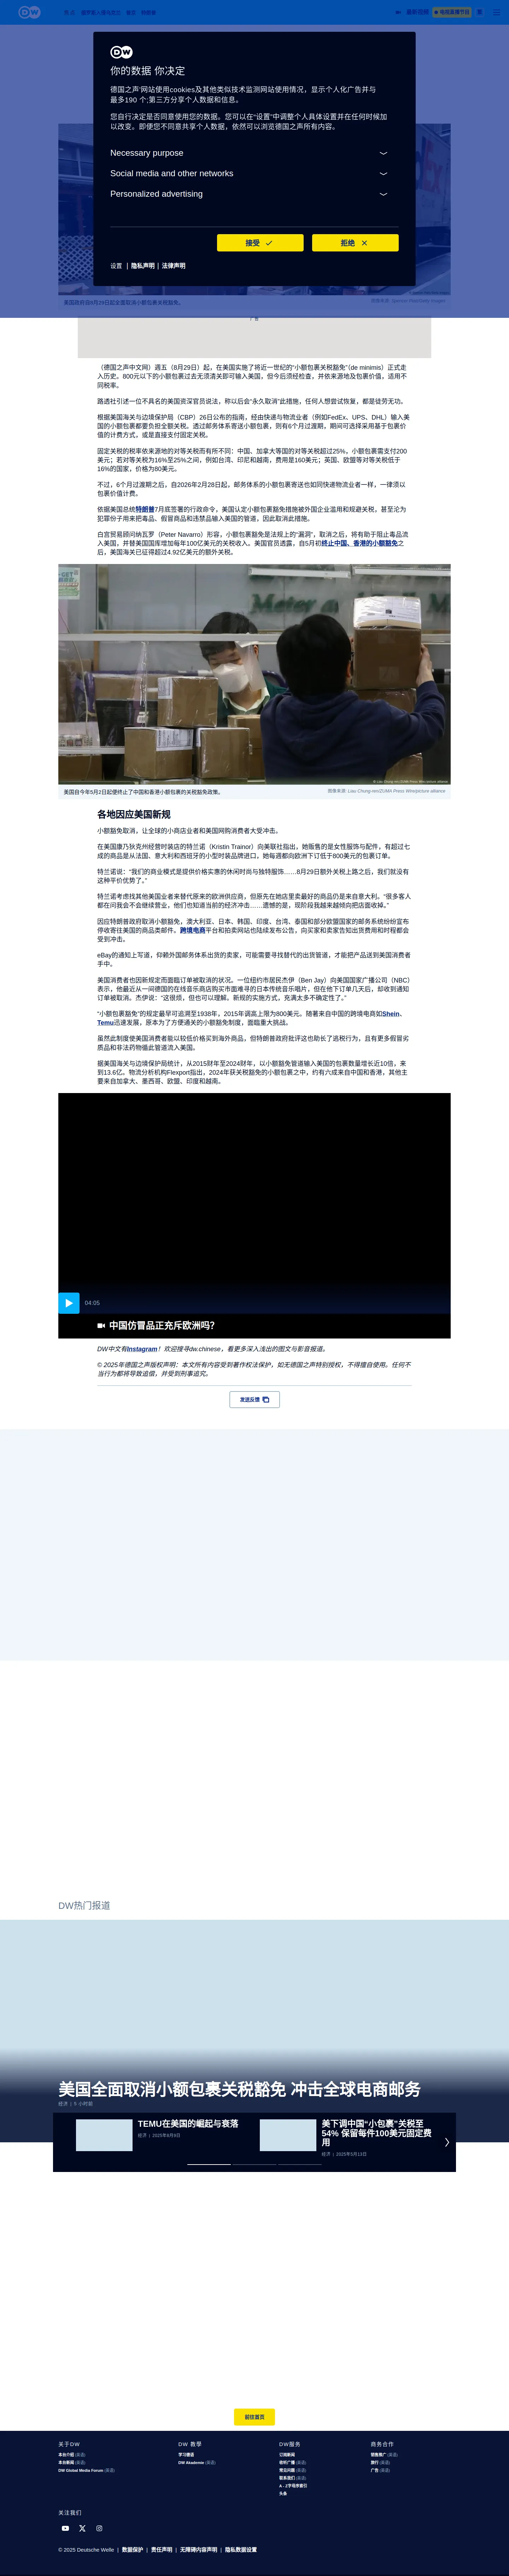 DW
最新视频
电视直播节目
繁
DW
你的数据 你决定
德国之声'网站使用cookies及其他类似技术监测网站使用情况，显示个人化广告并与
最多190 个;第三方分享个人数据和信息。
您自行决定是否同意使用您的数据。您可以在"设置"中调整个人具体设置并在任何时候加
以改变。即便您不同意共享个人数据，依然可以浏览德国之声所有内容。
Necessary purpose
Social media and other networks
Personalized advertising
接受
拒绝
设置 | 隐私声明 | 法律声明
美国政府自8月29日起全面取消小额包裹关税豁免。
广告
（德国之声中文网）週五（8月29日）起，在美国实施了将近一世纪的“小额包裹关税豁免”（de minimis）正式走
入历史。800元以下的小额包裹过去无须清关即可输入美国，但今后须经检查，并依来源地及包裹价值，适用不
同税率。
路透社引述一位不具名的美国资深官员说法，称以后会“永久取消”此措施，任何人想尝试恢复，都是徒劳无功。
根据美国海关与边境保护局（CBP）26日公布的指南，经由快递与物流业者（例如FedEx、UPS、DHL）输入美
国的小额包裹都要负担全额关税。透过邮务体系寄送小额包裹，则有6个月过渡期，期间可选择采用基于包裹价
值的计费方式，或是直接支付固定关税。
固定关税的税率依来源地的对等关税而有所不同：中国、加拿大等国的对等关税超过25%。小额包裹需支付200
美元；若对等关税为16%至25%之间，例如台湾、印尼和越南，费用是160美元；英国、欧盟等对等关税低于
16%的国家，价格为80美元。
不过，6个月过渡期之后，自2026年2月28日起，邮务体系的小额包裹寄送也如同快递物流业者一样，一律须以
包裹价值计费。
依据美国总统特朗普7月底签署的行政命令，美国认定小额包裹豁免措施被外国企业滥用和规避关税，甚至沦为
犯罪份子用来把毒品、假冒商品和违禁品输入美国的管道，因此取消此措施。
白宫贸易顾问纳瓦罗（Peter Navarro）形容，小额包裹豁免是法规上的“漏洞”，取消之后，将有助于阻止毒品流
入美国，并替美国国库增加每年100亿美元的关税收入。美国官员透露，自5月初终止中国、香港的小额豁免之
后，美国海关已征得超过4.92亿美元的额外关税。
© Liau Chung-ren/ZUMA Press Wire/picture alliance
美国自今年5月2日起便终止了中国和香港小额包裹的关税豁免政策。
图像来源: Liau Chung-ren/ZUMA Press Wire/picture alliance
各地因应美国新规
小额豁免取消，让全球的小商店业者和美国网购消费者大受冲击。
在美国康乃狄克州经营时装店的特兰诺（Kristin Trainor）向美联社指出，她贩售的是女性服饰与配件，有超过七
成的商品是从法国、意大利和西班牙的小型时装品牌进口，她每週都向欧洲下订低于800美元的包裹订单。
特兰诺说：“我们的商业模式是提供价格实惠的休闲时尚与独特服饰……8月29日额外关税上路之后，我们就没有
这种平价优势了。”
特兰诺考虑找其他美国业者来替代原来的欧洲供应商，但原先在她店里卖最好的商品仍是来自意大利。“很多客人
都在问我会不会继续营业，他们也知道当前的经济冲击……遗憾的是，现阶段我越来越倾向把店面收掉。”
因应特朗普政府取消小额豁免，澳大利亚、日本、韩国、印度、台湾、泰国和部分欧盟国家的邮务系统纷纷宣布
停收寄往美国的商品类邮件。跨境电商平台和拍卖网站也陆续发布公告，向买家和卖家告知出货费用和时程都会
受到冲击。
eBay的通知上写道，仰赖外国邮务体系出货的卖家，可能需要寻找替代的出货管道，才能把产品送到美国消费者
手中。
美国消费者也因新规定而面临订单被取消的状况。一位纽约市居民杰伊（Ben Jay）向美国国家广播公司（NBC）
表示，他最近从一间德国的在线音乐商店购买市面难寻的日本传统音乐唱片，但在他下订单几天后，却收到通知
订单被取消。杰伊说：“这很烦，但也可以理解。新规的实施方式，充满太多不确定性了。”
“小额包裹豁免”的规定最早可追溯至1938年，2015年调高上限为800美元。随著来自中国的跨境电商如Shein、
Temu迅速发展，原本为了方便通关的小额豁免制度，面临重大挑战。
虽然此制度使美国消费者能以较低价格买到海外商品，但特朗普政府批评这也助长了逃税行为，且有更多假冒劣
质商品和非法药物循此管道流入美国。
据美国海关与边境保护局统计，从2015财年至2024财年，以小额豁免管道输入美国的包裹数量增长近10倍，来
到13.6亿。物流分析机构Flexport指出，2024年获关税豁免的小额包裹之中，约有六成来自中国和香港，其他主
要来自加拿大、墨西哥、欧盟、印度和越南。
04:05
中国仿冒品正充斥欧洲吗？
DW中文有Instagram！欢迎搜寻dw.chinese，看更多深入浅出的图文与影音报道。
© 2025年德国之声版权声明：本文所有内容受到著作权法保护，如无德国之声特别授权，不得擅自使用。任何不
当行为都将导致追偿，并受到刑事追究。
发送反馈
DW热门报道
美国全面取消小额包裹关税豁免 冲击全球电商邮务
经济 | 5 小时前
TEMU在美国的崛起与衰落
经济 | 2025年8月9日
美下调中国“小包裹”关税至
54% 保留每件100美元固定费
用
经济 | 2025年5月13日
前往首页
关于DW
本台介绍 (英语)
本台新闻 (英语)
DW Global Media Forum (英语)
DW 教學
学习德语
DW Akademie (英语)
DW服务
订阅新闻
收听广播 (英语)
常见问题 (英语)
联系我们 (英语)
A - Z字母序索引
头条
商务合作
销售推广 (英语)
旅行 (英语)
广告 (英语)
关注我们
© 2025 Deutsche Welle | 数据保护 | 责任声明 | 无障碍内容声明 | 隐私数据设置